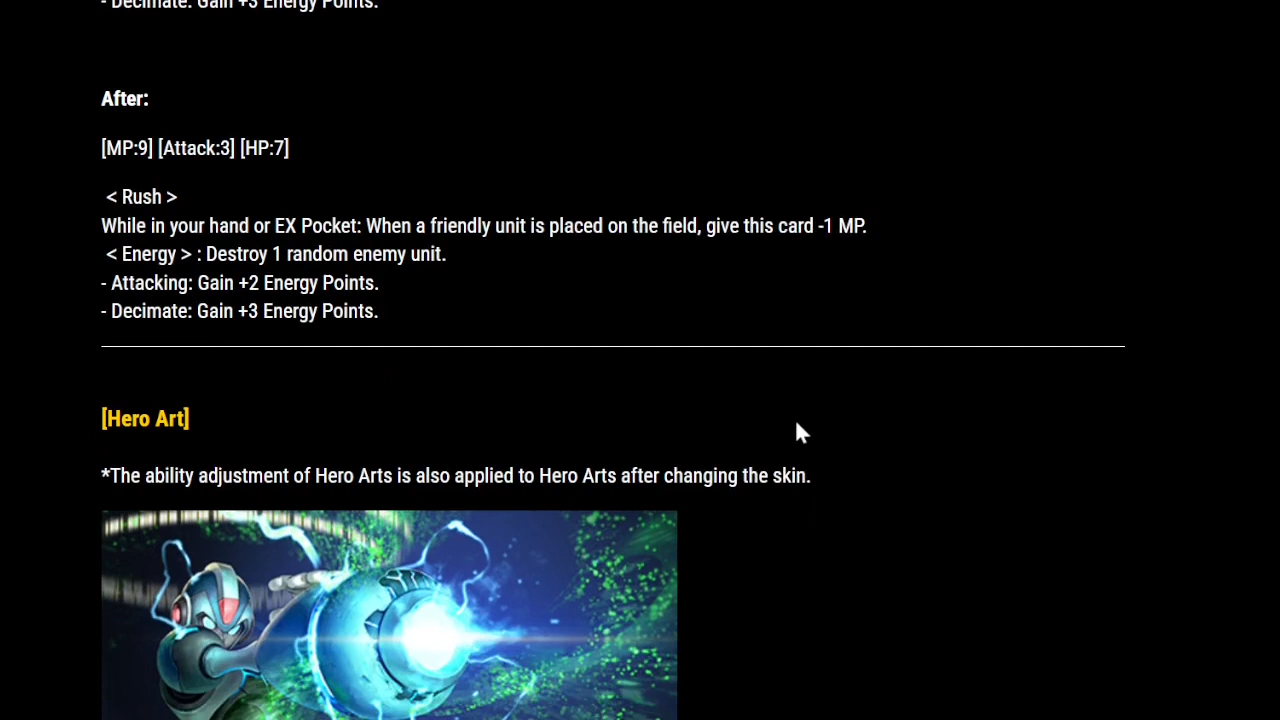 - Decimate: Gain +3 Energy Points.
After:
[MP:9] [Attack:3] [HP:7]
< Rush >
While in your hand or EX Pocket: When a friendly unit is placed on the field, give this card -1 MP.
< Energy > : Destroy 1 random enemy unit.
- Attacking: Gain +2 Energy Points.
- Decimate: Gain +3 Energy Points.
[Hero Art]
*The ability adjustment of Hero Arts is also applied to Hero Arts after changing the skin.